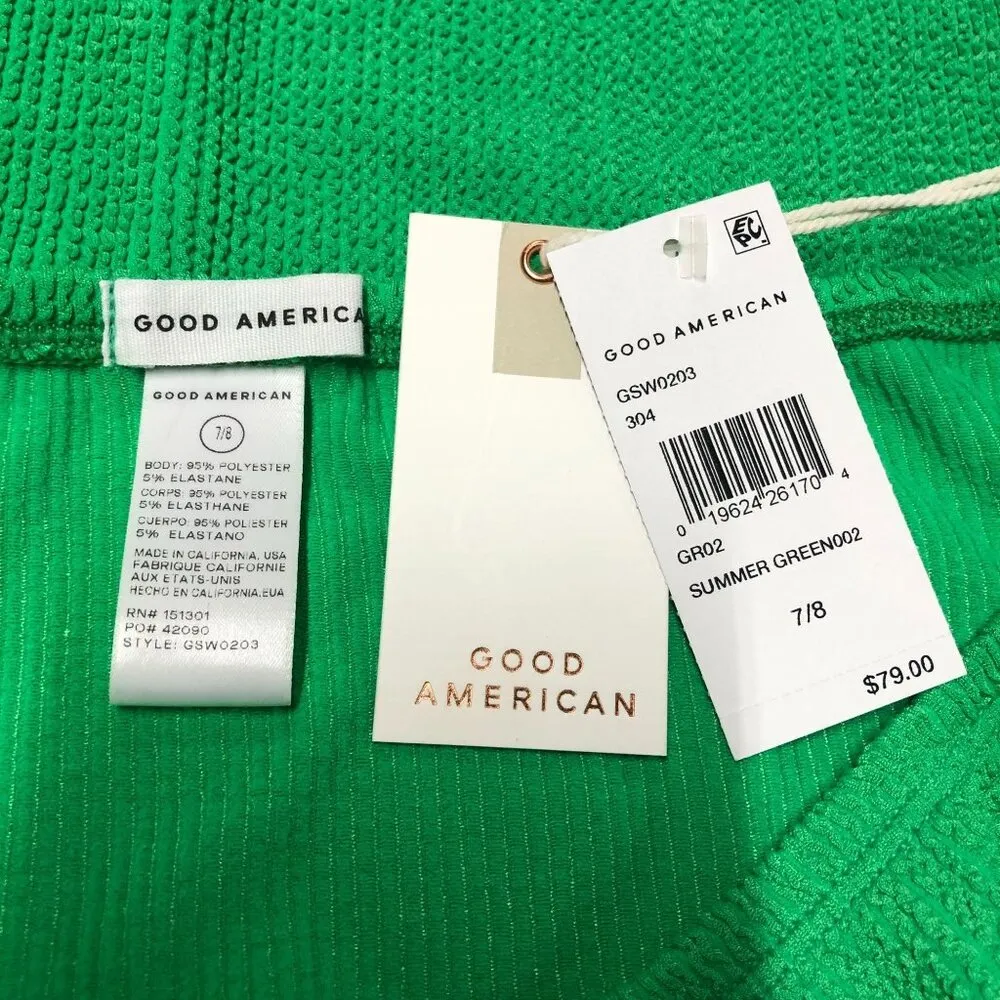 GOOD AMERICA
GOOD AMERICAN
7/8
BODY: 95% POLYESTER
5% ELASTANE
CORPS: 95% POLYESTER
5% ELASTHANE
CUERPO: 95% POLIESTER
5% ELASTANO
MADE IN CALIFORNIA, USA
FABRIQUE CALIFORNIE
AUX ETATS-UNIS
HECHO EN CALIFORNIA,EUA
RN# 151301
PO# 42090
STYLE: GSW0203
GOOD
AMERICAN
EPC
GOOD AMERICAN
GSW0203
304
0 19624 26170 4
GR02
SUMMER GREEN002
7/8
$79.00